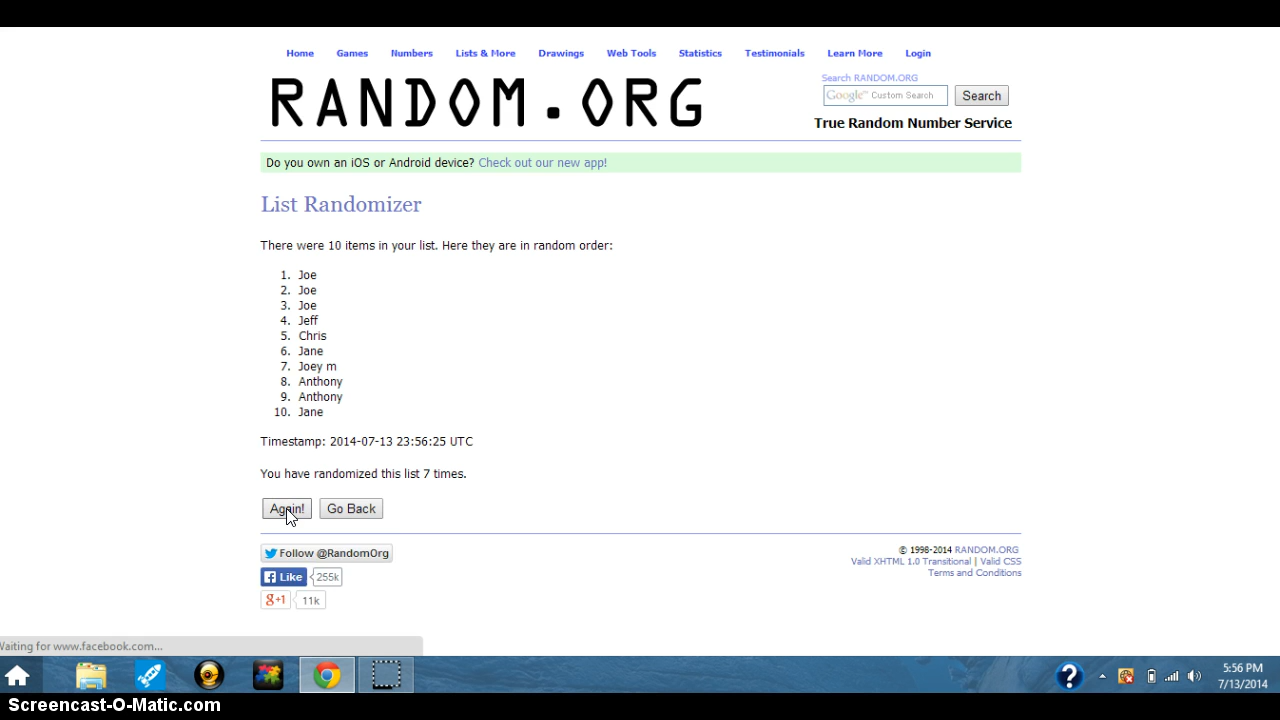 Home Games Numbers Lists & More Drawings Web Tools Statistics Testimonials Learn More Login
RANDOM.ORG
Search RANDOM.ORG
Google™ Custom Search Search
True Random Number Service
Do you own an iOS or Android device? Check out our new app!
List Randomizer
There were 10 items in your list. Here they are in random order:
1. Joe
2. Joe
3. Joe
4. Jeff
5. Chris
6. Jane
7. Joey m
8. Anthony
9. Anthony
10. Jane
Timestamp: 2014-07-13 23:56:25 UTC
You have randomized this list 7 times.
Again! Go Back
Follow @RandomOrg
Like 255k
g+1 11k
© 1998-2014 RANDOM.ORG
Valid XHTML 1.0 Transitional | Valid CSS
Terms and Conditions
Waiting for www.facebook.com...
5:56 PM
7/13/2014
Screencast-O-Matic.com